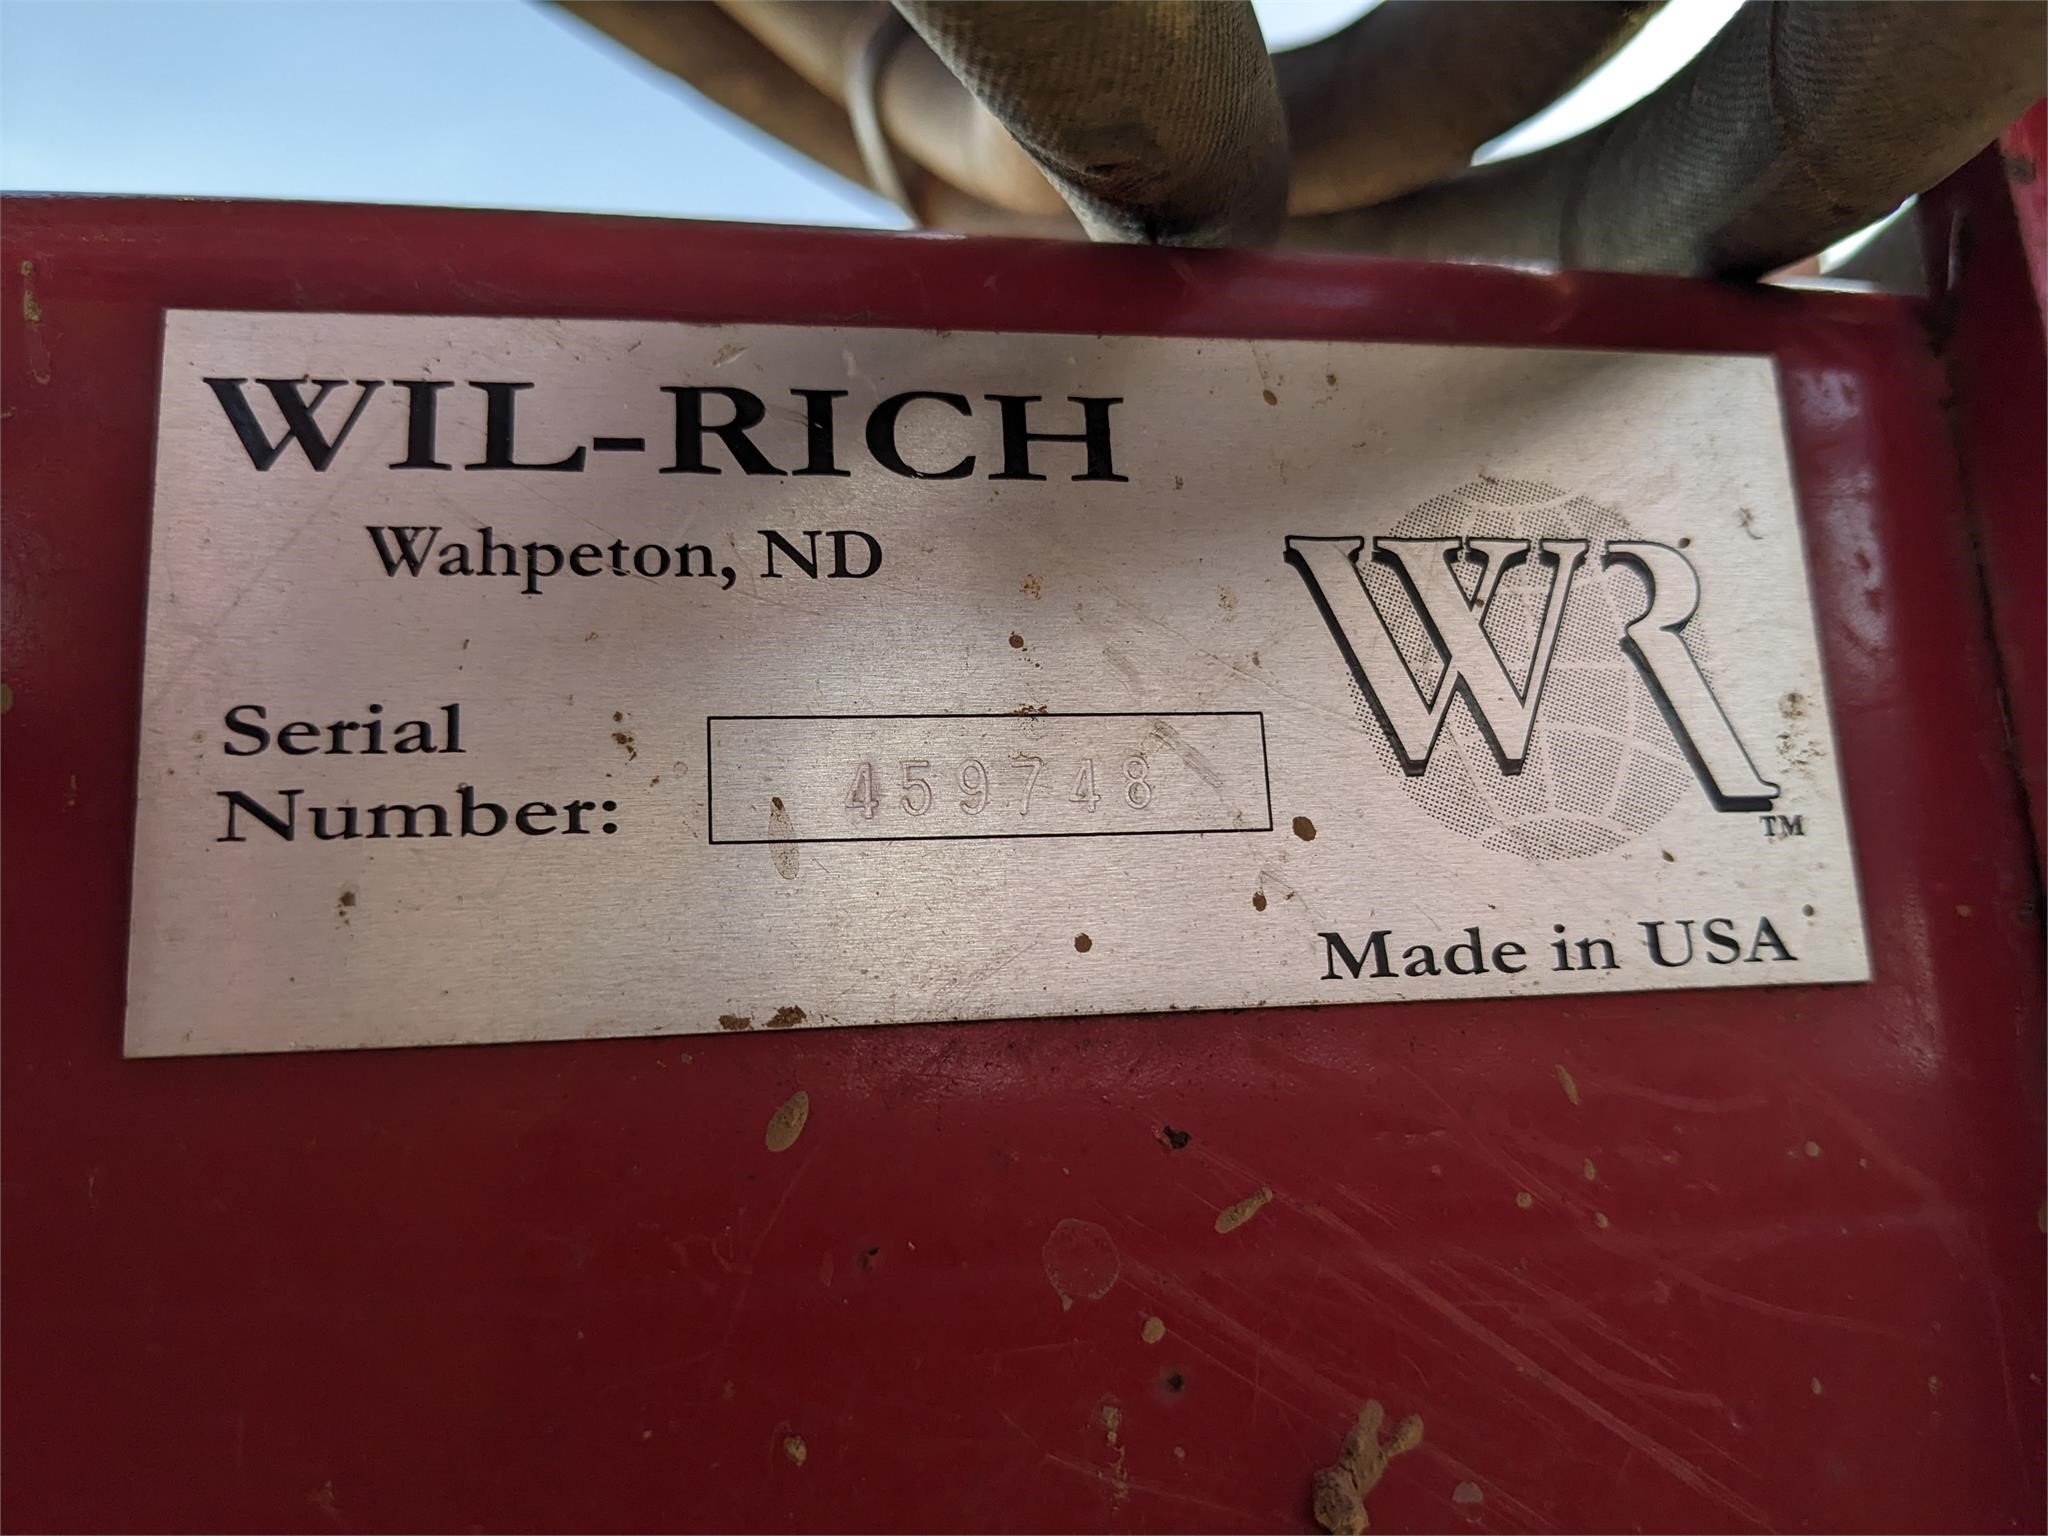 WIL-RICH
Wahpeton, ND
Serial
Number: 459748
WR
TM
Made in USA